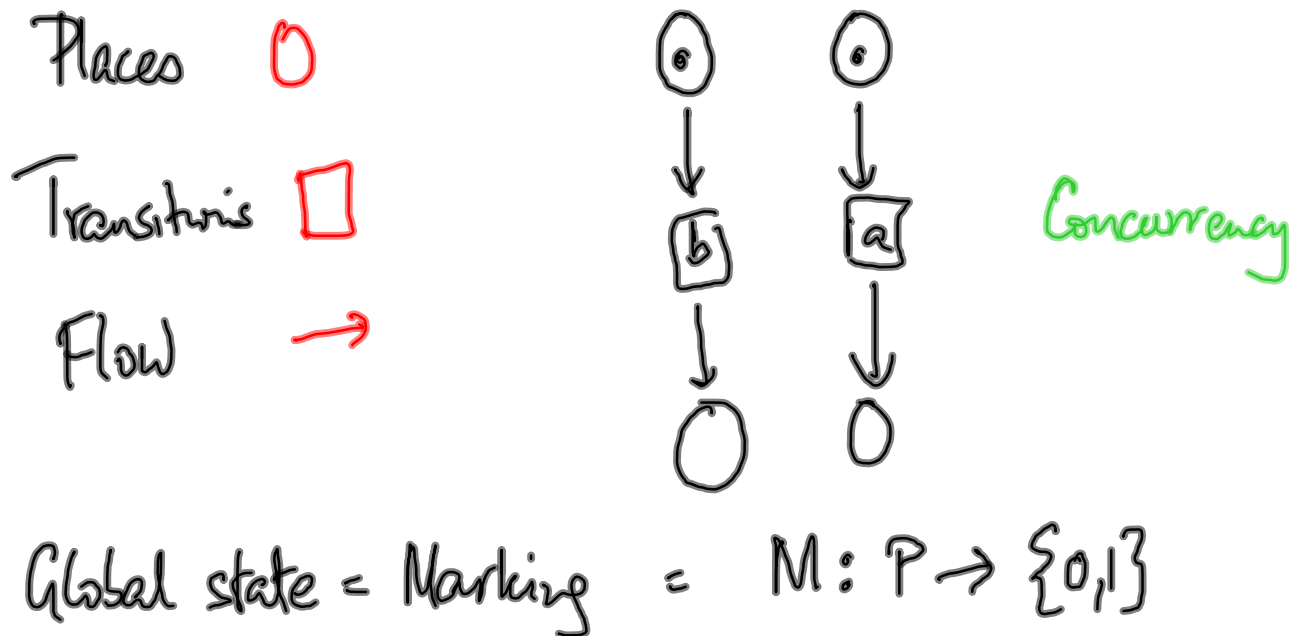 Places
Transitions
b a
Concurrency
Flow →
Global state = Marking = M : P → {0,1}